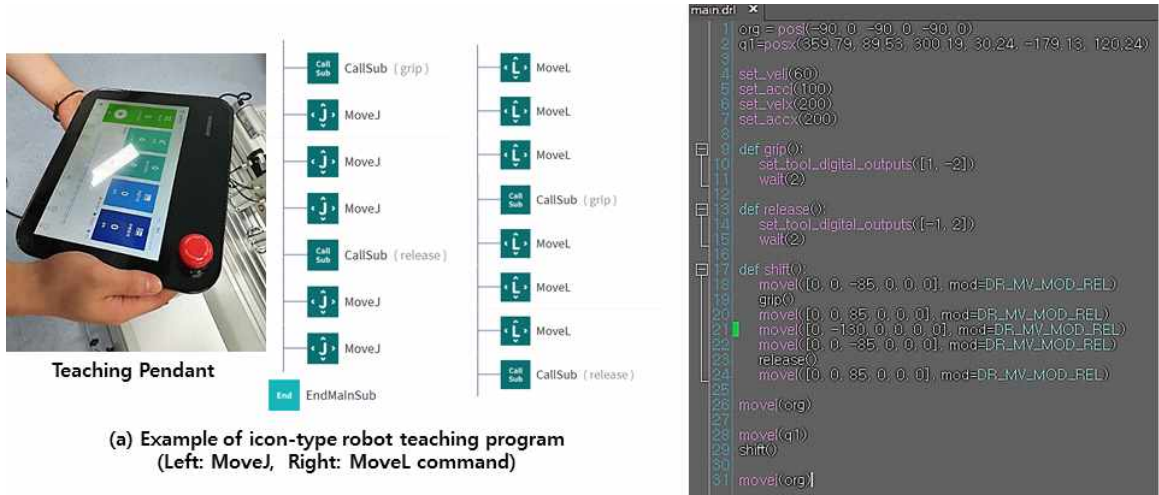 CallSub (grip)
MoveJ
MoveJ
MoveJ
CallSub (release)
MoveJ
MoveJ
End EndMainSub
MoveL
MoveL
MoveL
CallSub (grip)
MoveL
MoveL
MoveL
CallSub (release)
Teaching Pendant
(a) Example of icon-type robot teaching program
(Left: MoveJ, Right: MoveL command)
main.drl
1 org = posj(-90, 0, -90, 0, -90, 0)
2 q1=posx(359.79, 89.53, 300.19, 30.24, -179.13, 120.24)
3
4 set_velj(60)
5 set_accj(100)
6 set_velx(200)
7 set_accx(200)
8
9 def grip():
10 set_tool_digital_outputs([1, -2])
11 wait(2)
12
13 def release():
14 set_tool_digital_outputs([-1, 2])
15 wait(2)
16
17 def shift():
18 movel([0, 0, -85, 0, 0, 0], mod=DR_MV_MOD_REL)
19 grip()
20 movel([0, 0, 85, 0, 0, 0], mod=DR_MV_MOD_REL)
21 movel([0, -130, 0, 0, 0, 0], mod=DR_MV_MOD_REL)
22 movel([0, 0, -85, 0, 0, 0], mod=DR_MV_MOD_REL)
23 release()
24 movel([0, 0, 85, 0, 0, 0], mod=DR_MV_MOD_REL)
25
26 movej(org)
27
28 movel(q1)
29 shift()
30
31 movej(org)